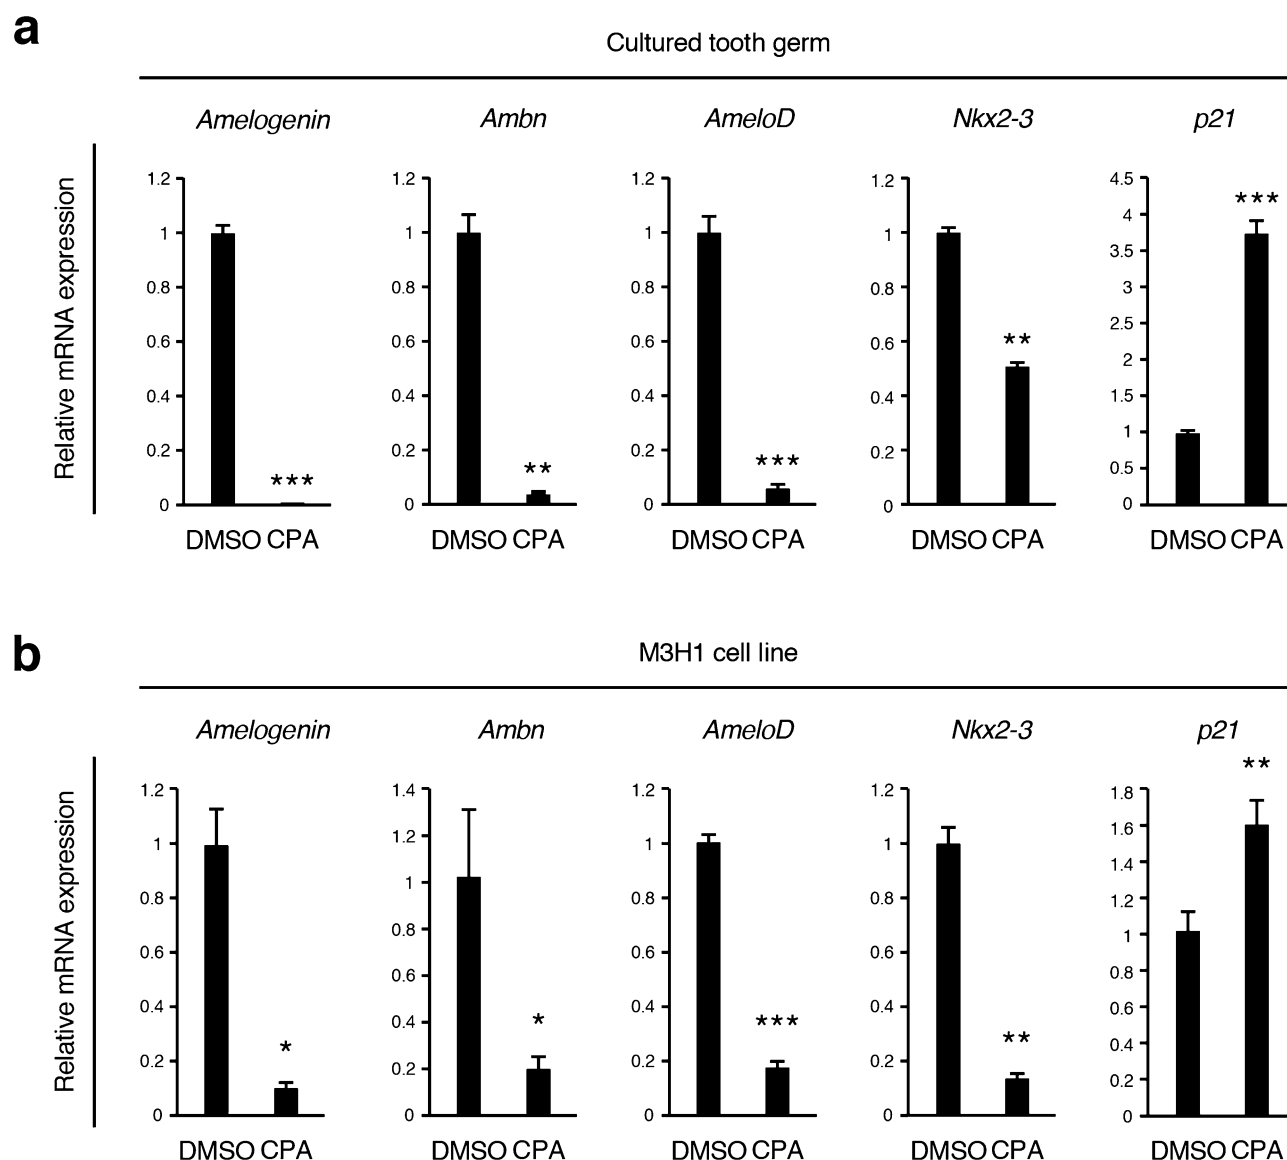 a
Cultured tooth germ
Amelogenin Ambn AmeloD Nkx2-3 p21
Relative mRNA expression
1.2 1 0.8 0.6 0.4 0.2 0
***
DMSO CPA
1.2 1 0.8 0.6 0.4 0.2 0
**
DMSO CPA
1.2 1 0.8 0.6 0.4 0.2 0
***
DMSO CPA
1.2 1 0.8 0.6 0.4 0.2 0
**
DMSO CPA
4.5 4 3.5 3 2.5 2 1.5 1 0.5 0
***
DMSO CPA
b
M3H1 cell line
Amelogenin Ambn AmeloD Nkx2-3 p21
Relative mRNA expression
1.2 1 0.8 0.6 0.4 0.2 0
*
DMSO CPA
1.4 1.2 1 0.8 0.6 0.4 0.2 0
*
DMSO CPA
1.2 1 0.8 0.6 0.4 0.2 0
***
DMSO CPA
1.2 1 0.8 0.6 0.4 0.2 0
**
DMSO CPA
1.8 1.6 1.4 1.2 1 0.8 0.6 0.4 0.2 0
**
DMSO CPA